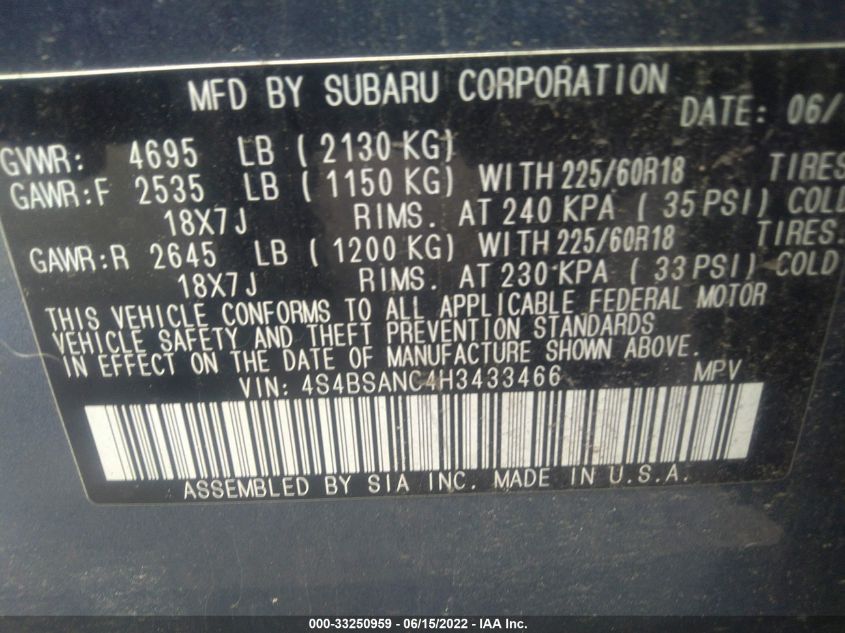 MFD BY SUBARU CORPORATION
DATE: 06/
GVWR: 4695 LB ( 2130 KG)
GAWR:F 2535 LB ( 1150 KG) WITH 225/60R18 TIRES
18X7J RIMS. AT 240 KPA ( 35 PSI) COLD
GAWR:R 2645 LB ( 1200 KG) WITH 225/60R18 TIRES.
18X7J RIMS. AT 230 KPA ( 33 PSI) COLD
THIS VEHICLE CONFORMS TO ALL APPLICABLE FEDERAL MOTOR
VEHICLE SAFETY AND THEFT PREVENTION STANDARDS
IN EFFECT ON THE DATE OF MANUFACTURE SHOWN ABOVE.
VIN: 4S4BSANC4H3433466 MPV
ASSEMBLED BY SIA INC. MADE IN U.S.A.
000-33250959 - 06/15/2022 - IAA Inc.